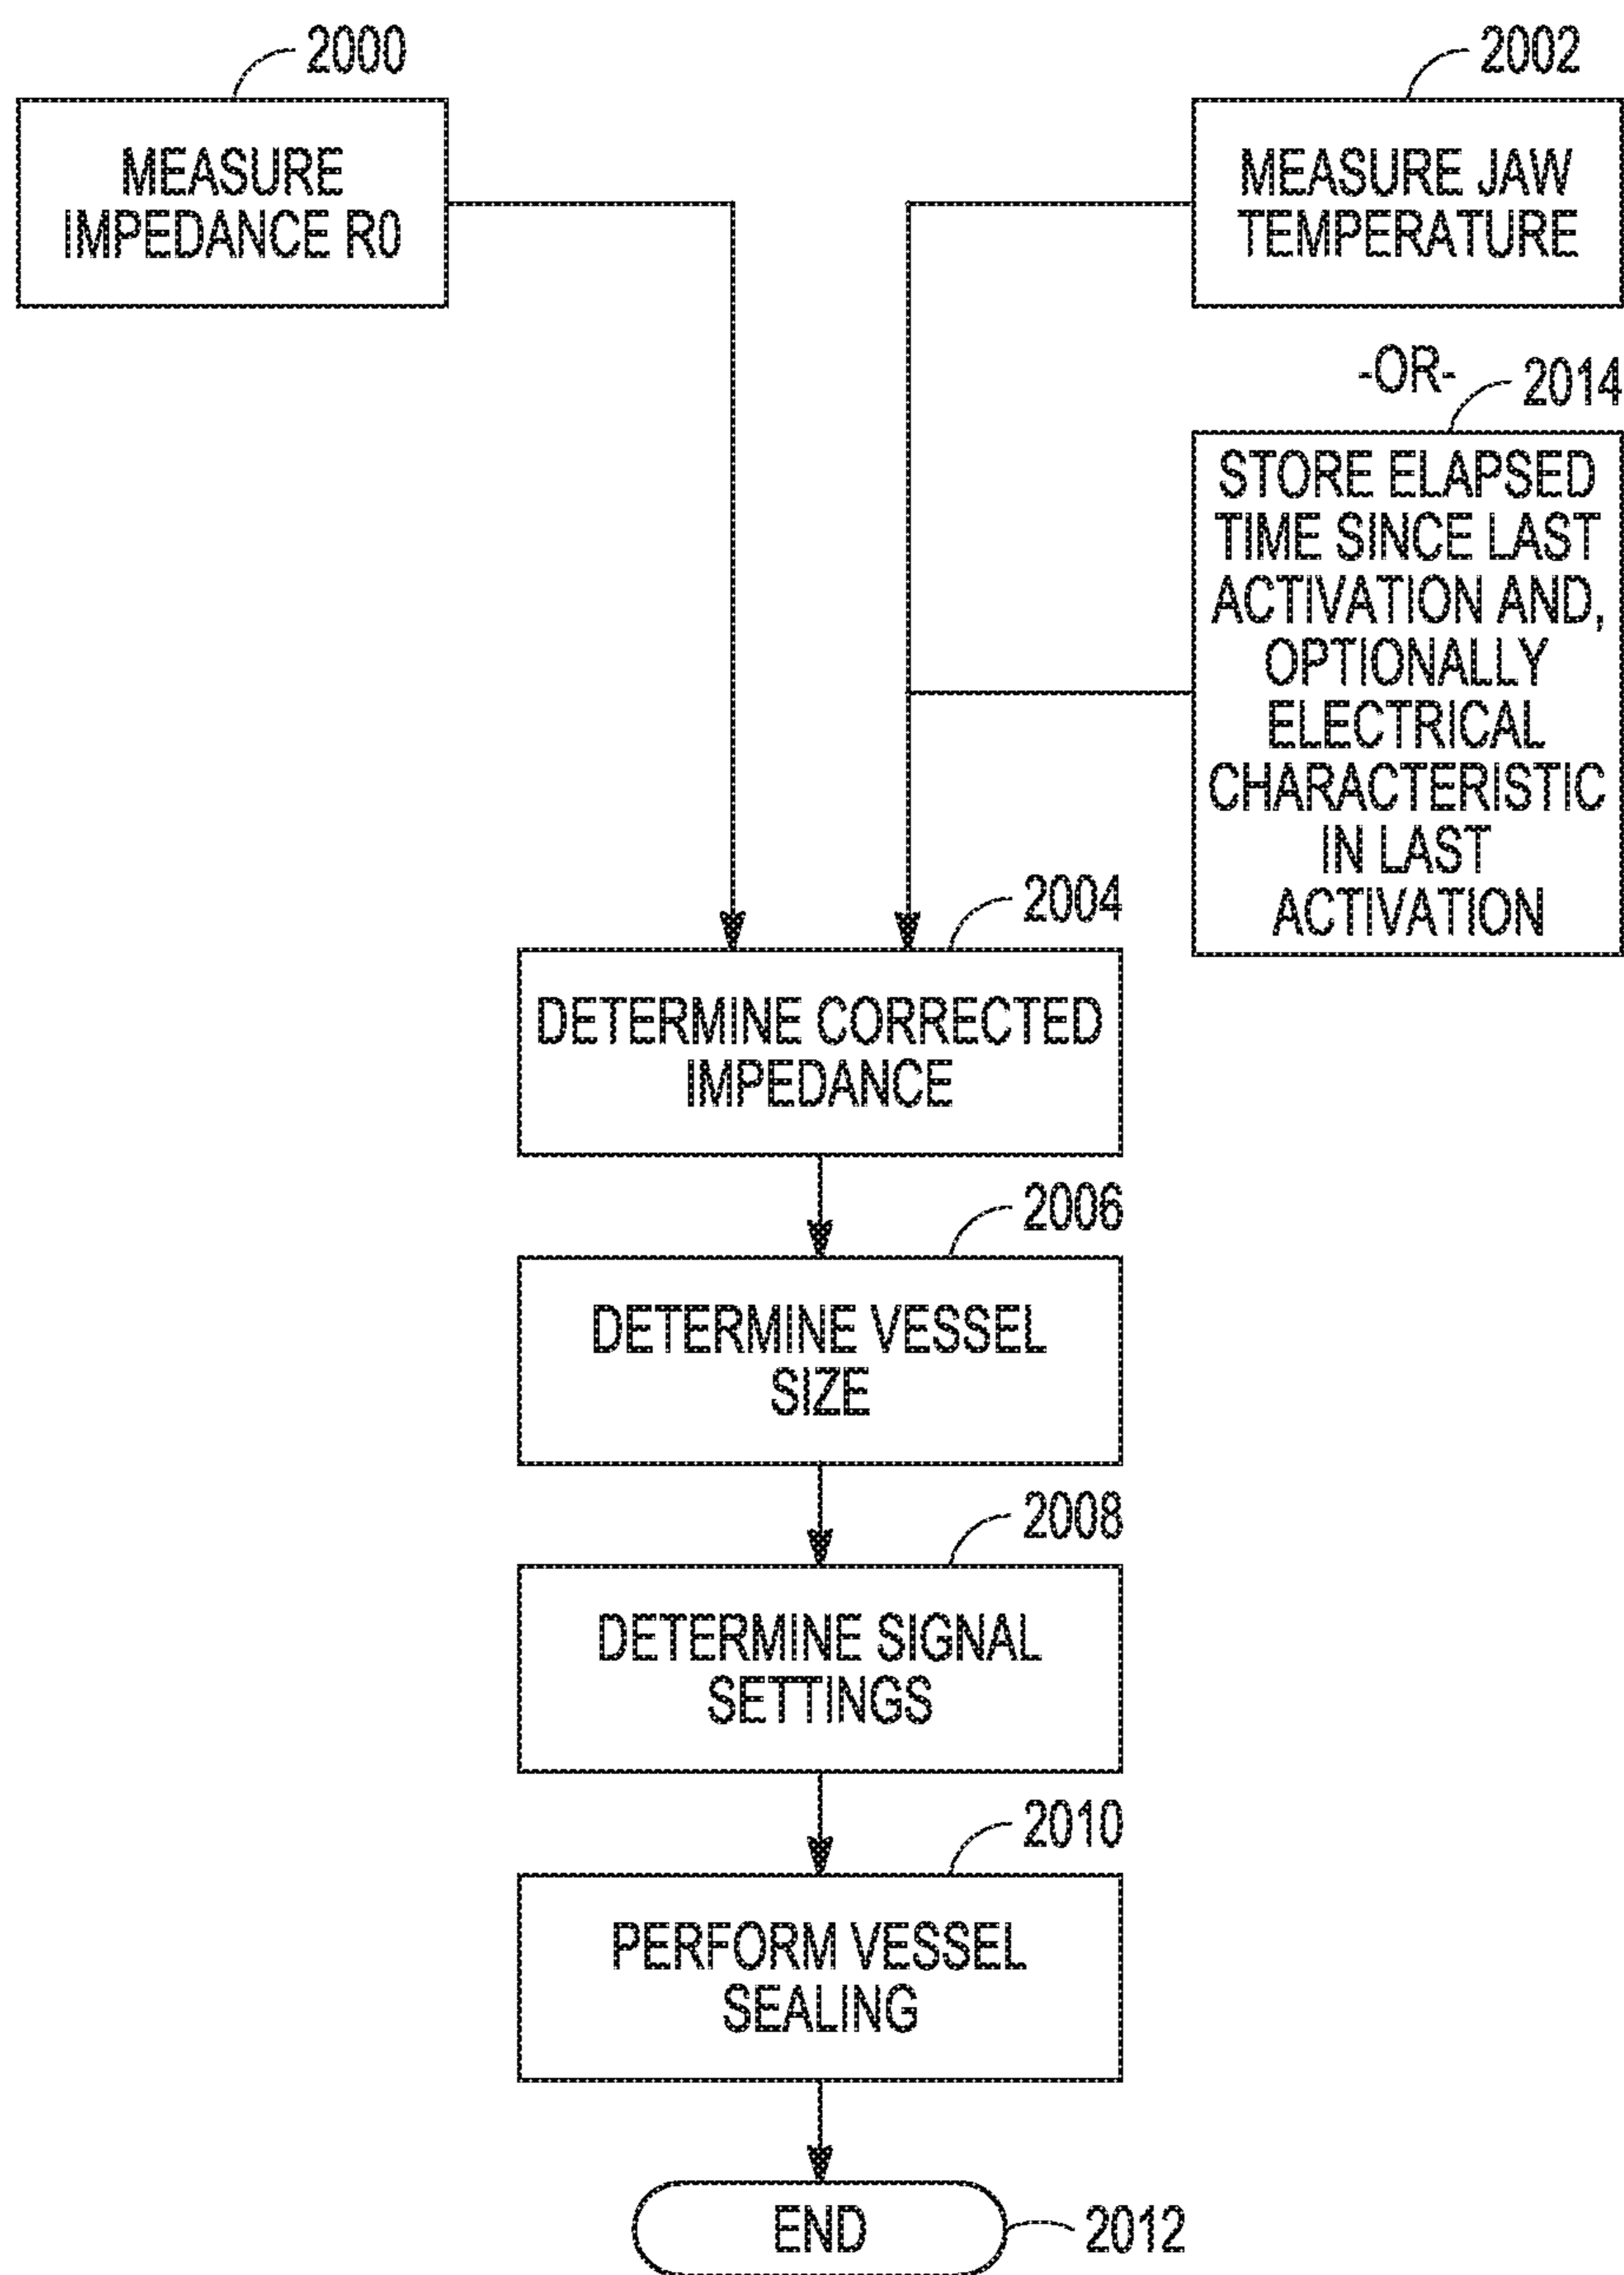 2000
MEASURE
IMPEDANCE R0
2002
MEASURE JAW
TEMPERATURE
-OR-
2014
STORE ELAPSED
TIME SINCE LAST
ACTIVATION AND,
OPTIONALLY
ELECTRICAL
CHARACTERISTIC
IN LAST
ACTIVATION
2004
DETERMINE CORRECTED
IMPEDANCE
2006
DETERMINE VESSEL
SIZE
2008
DETERMINE SIGNAL
SETTINGS
2010
PERFORM VESSEL
SEALING
END
2012